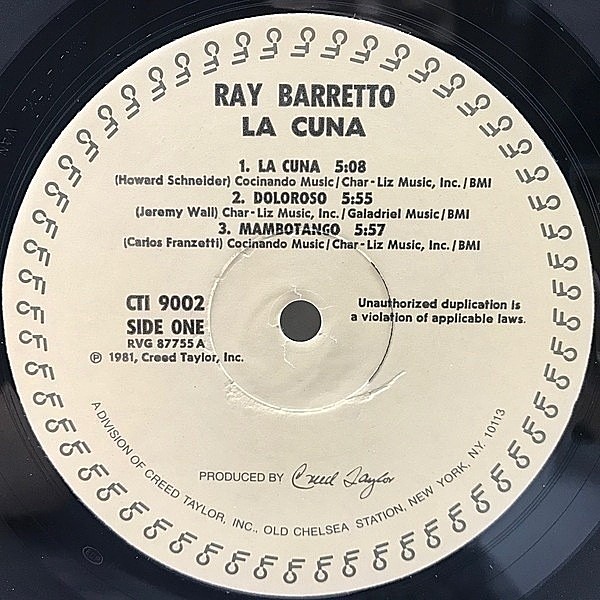 RAY BARRETTO
LA CUNA
1. LA CUNA 5:08
(Howard Schneider) Cocinando Music/Char-Liz Music, Inc./BMI
2. DOLOROSO 5:55
(Jeremy Wall) Char-Liz Music, Inc./Galadriel Music/BMI
3. MAMBOTANGO 5:57
(Carlos Franzetti) Cocinando Music/Char-Liz Music, Inc./BMI
CTI 9002
SIDE ONE
RVG 87755 A
℗ 1981, Creed Taylor, Inc.
Unauthorized duplication is
a violation of applicable laws.
PRODUCED BY Creed Taylor
A DIVISION OF CREED TAYLOR, INC., OLD CHELSEA STATION, NEW YORK, N.Y. 10113